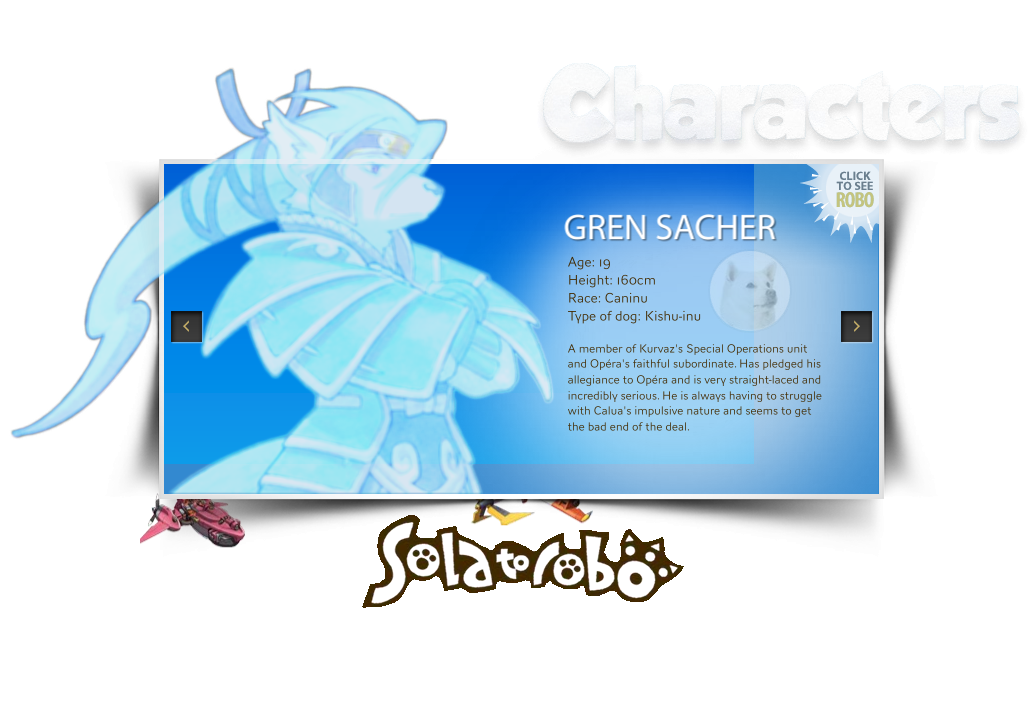 Characters
CLICK
TO SEE
ROBO
GREN SACHER
Age: 19
Height: 160cm
Race: Caninu
Type of dog: Kishu-inu
A member of Kurvaz's Special Operations unit
and Opéra's faithful subordinate. Has pledged his
allegiance to Opéra and is very straight-laced and
incredibly serious. He is always having to struggle
with Calua's impulsive nature and seems to get
the bad end of the deal.
Solatorobo